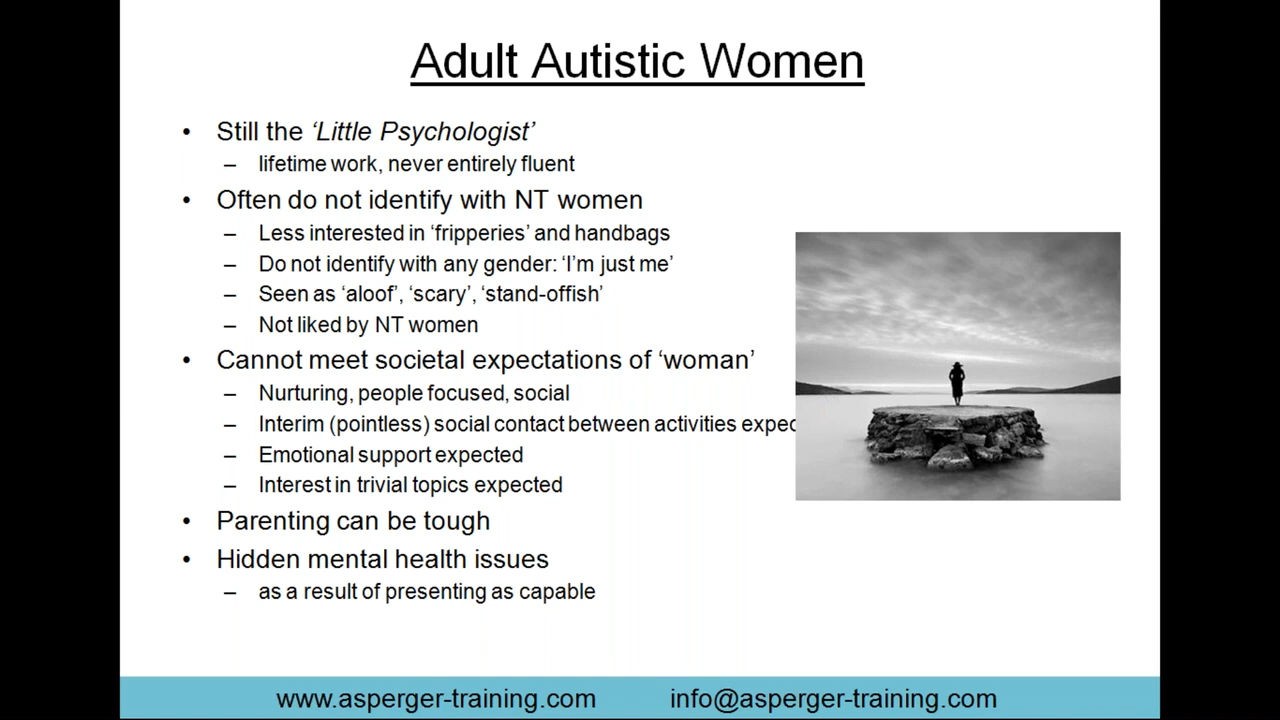 Adult Autistic Women
• Still the ‘Little Psychologist’
– lifetime work, never entirely fluent
• Often do not identify with NT women
– Less interested in ‘fripperies’ and handbags
– Do not identify with any gender: ‘I’m just me’
– Seen as ‘aloof’, ‘scary’, ‘stand-offish’
– Not liked by NT women
• Cannot meet societal expectations of ‘woman’
– Nurturing, people focused, social
– Interim (pointless) social contact between activities
– Emotional support expected
– Interest in trivial topics expected
• Parenting can be tough
• Hidden mental health issues
– as a result of presenting as capable
www.asperger-training.com info@asperger-training.com